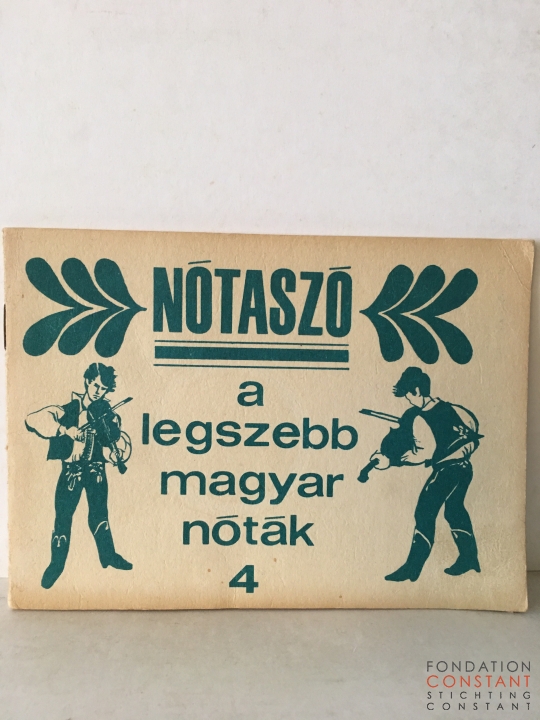 NÓTASZÓ
a
legszebb
magyar
nóták
4
FONDATION
CONSTANT
STICHTING
CONSTANT